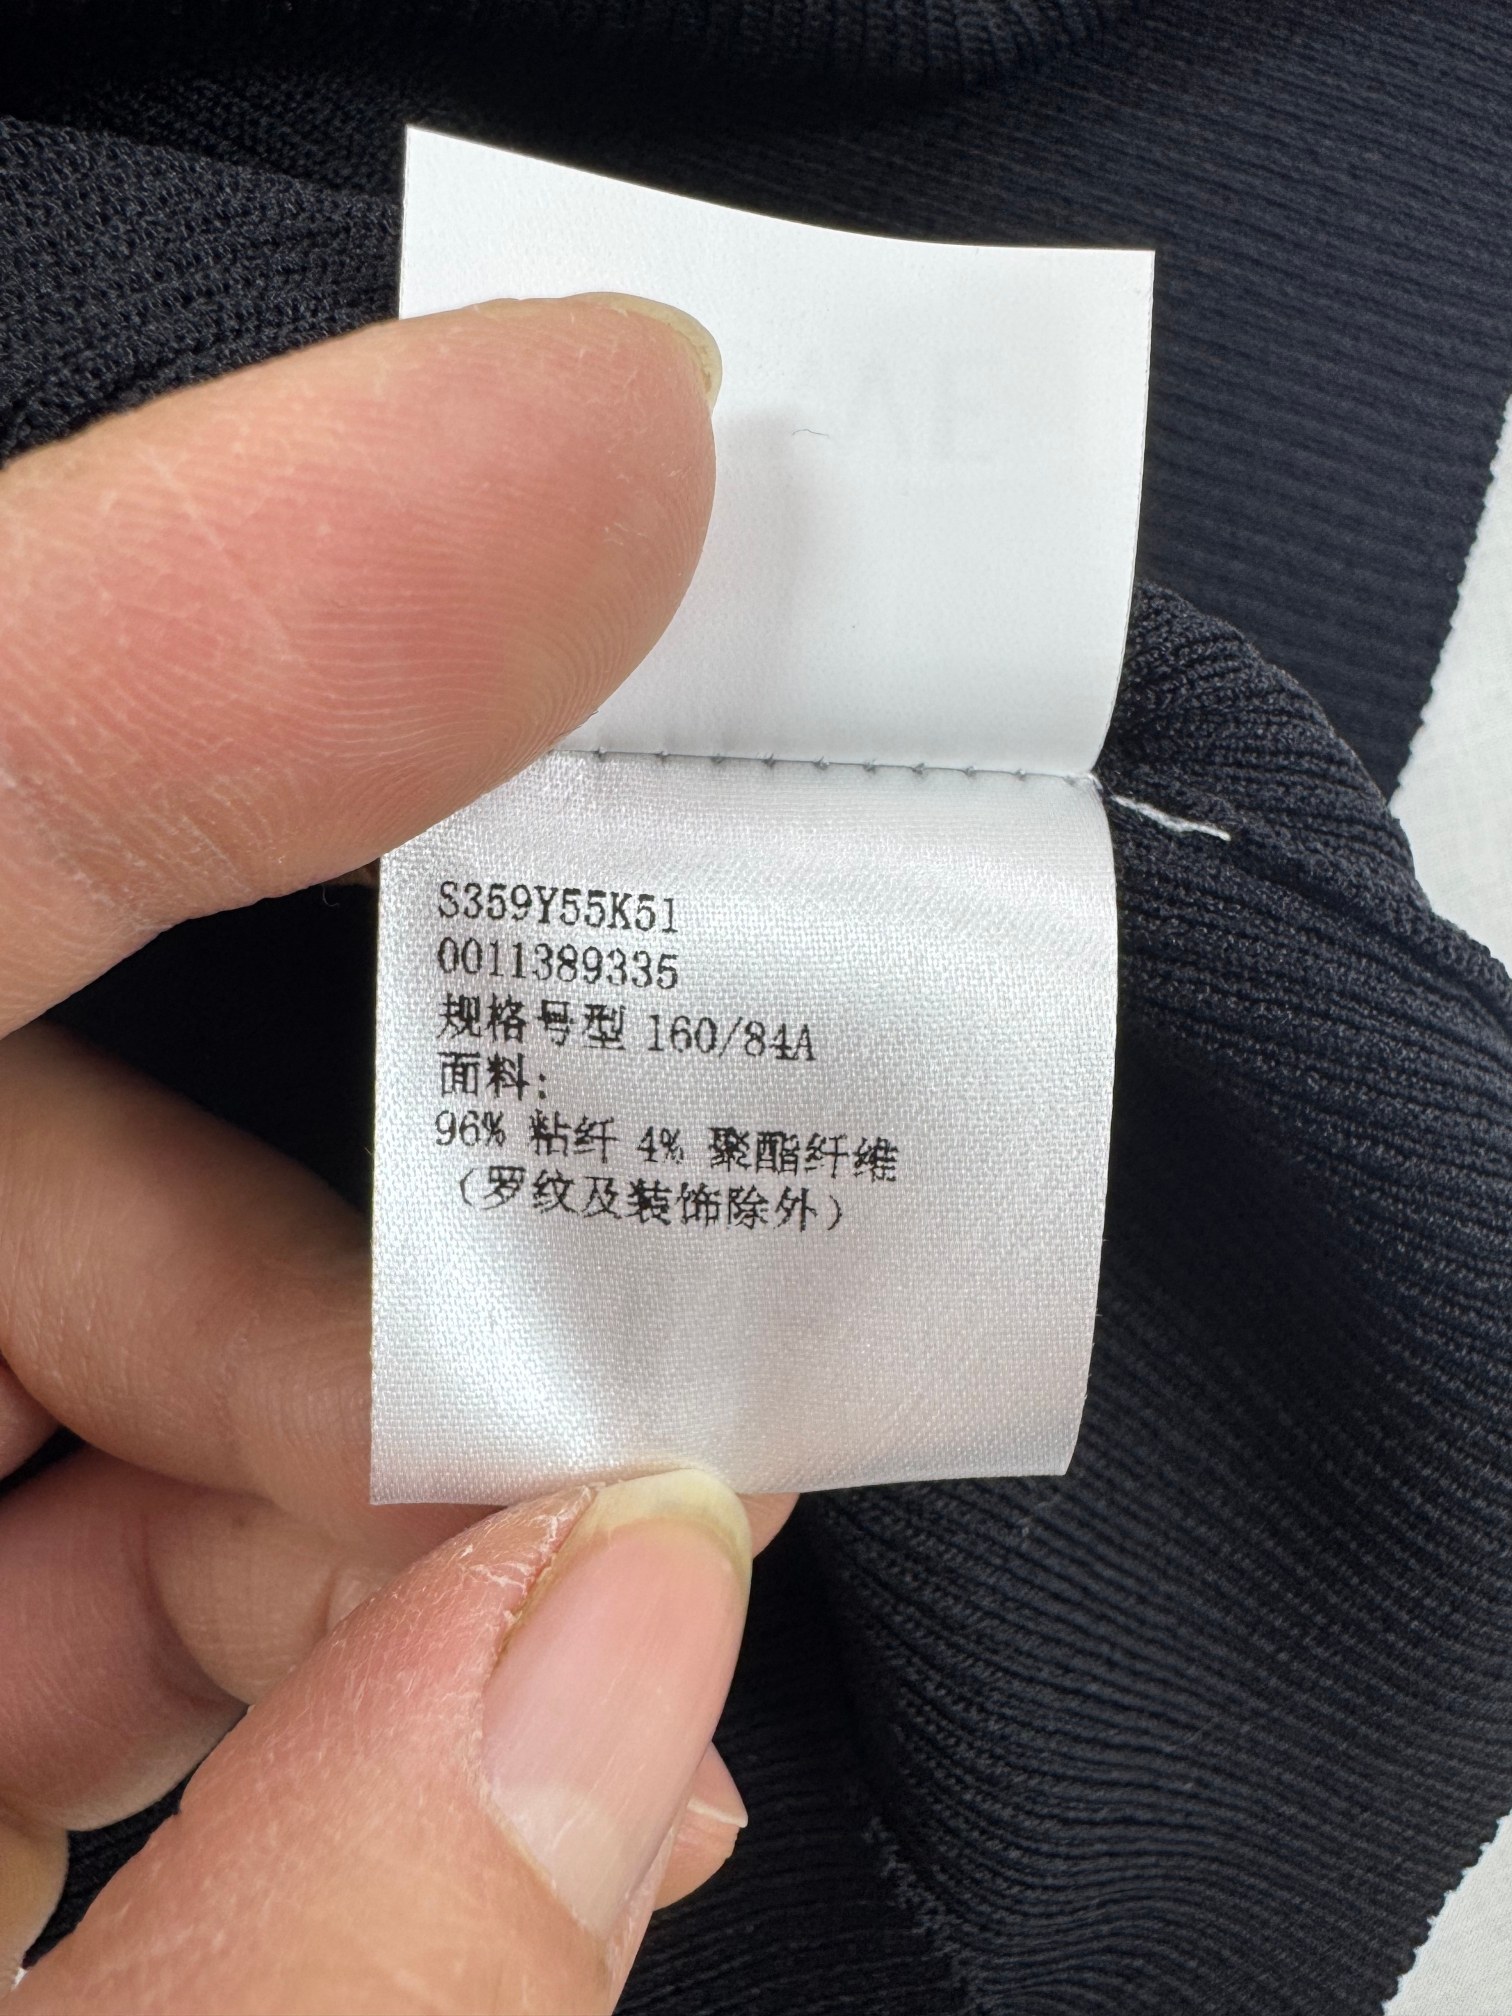 S359Y55K51
0011389335
规格号型 160/84A
面料:
96% 粘纤 4% 聚酯纤维
(罗纹及装饰除外)